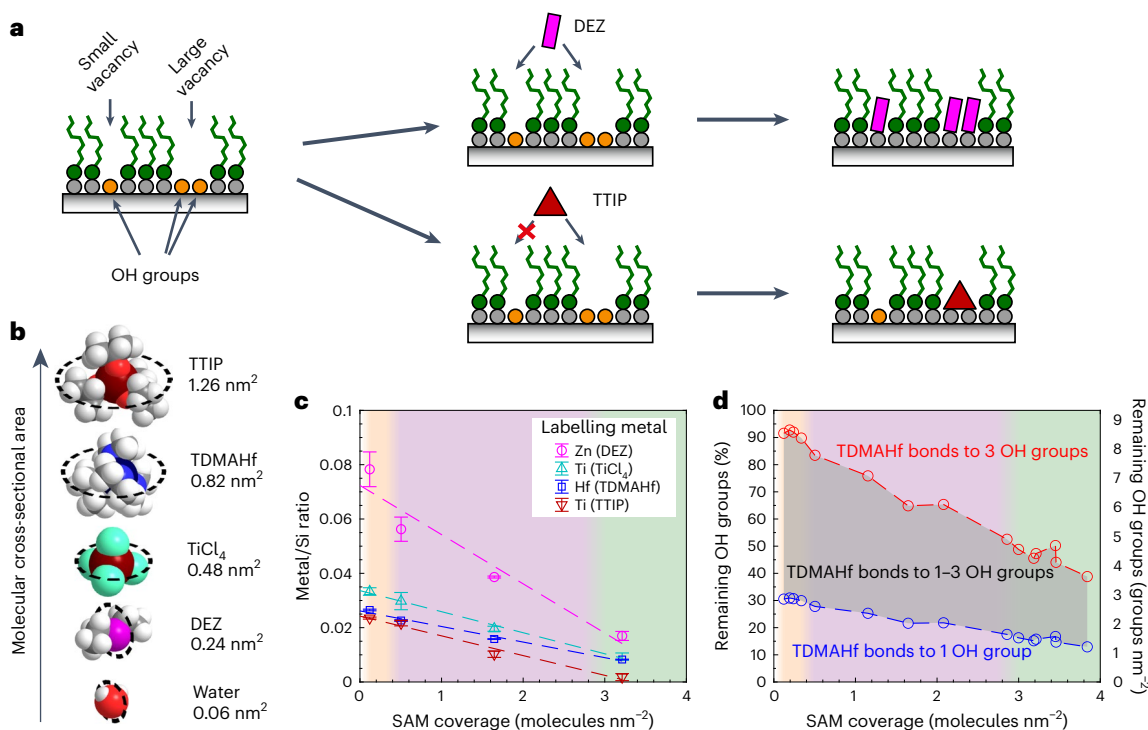 a
Small
vacancy
Large
vacancy
OH groups
DEZ
TTIP
b
Molecular cross-sectional area
TTIP
1.26 nm²
TDMAHf
0.82 nm²
TiCl₄
0.48 nm²
DEZ
0.24 nm²
Water
0.06 nm²
c
Metal/Si ratio
0.1
0.08
0.06
0.04
0.02
0
Labelling metal
Zn (DEZ)
Ti (TiCl₄)
Hf (TDMAHf)
Ti (TTIP)
0 1 2 3 4
SAM coverage (molecules nm⁻²)
d
Remaining OH groups (%)
100
90
80
70
60
50
40
30
20
10
0
TDMAHf bonds to 3 OH groups
TDMAHf bonds to 1–3 OH groups
TDMAHf bonds to 1 OH group
0 1 2 3 4
SAM coverage (molecules nm⁻²)
9
8
7
6
5
4
3
2
1
0
Remaining OH groups (groups nm⁻²)